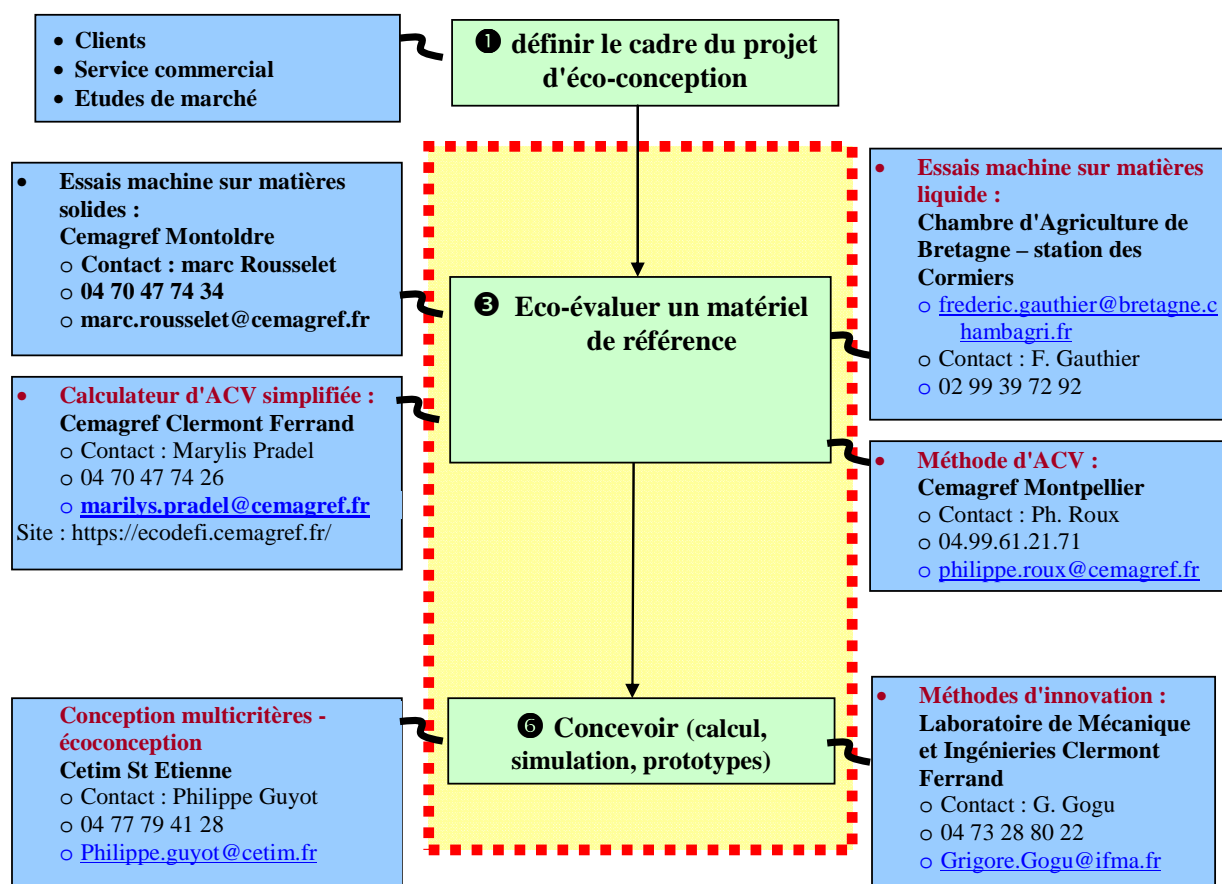 • Clients
• Service commercial
• Etudes de marché
❶ définir le cadre du projet
d'éco-conception
• Essais machine sur matières
solides :
Cemagref Montoldre
o Contact : marc Rousselet
o 04 70 47 74 34
o marc.rousselet@cemagref.fr
• Essais machine sur matières
liquide :
Chambre d'Agriculture de
Bretagne – station des
Cormiers
o frederic.gauthier@bretagne.c
hambagri.fr
o Contact : F. Gauthier
o 02 99 39 72 92
❸ Eco-évaluer un matériel
de référence
• Calculateur d'ACV simplifiée :
Cemagref Clermont Ferrand
o Contact : Marylis Pradel
o 04 70 47 74 26
o marilys.pradel@cemagref.fr
Site : https://ecodefi.cemagref.fr/
• Méthode d'ACV :
Cemagref Montpellier
o Contact : Ph. Roux
o 04.99.61.21.71
o philippe.roux@cemagref.fr
Conception multicritères -
écoconception
Cetim St Etienne
o Contact : Philippe Guyot
o 04 77 79 41 28
o Philippe.guyot@cetim.fr
❻ Concevoir (calcul,
simulation, prototypes)
• Méthodes d'innovation :
Laboratoire de Mécanique
et Ingénieries Clermont
Ferrand
o Contact : G. Gogu
o 04 73 28 80 22
o Grigore.Gogu@ifma.fr